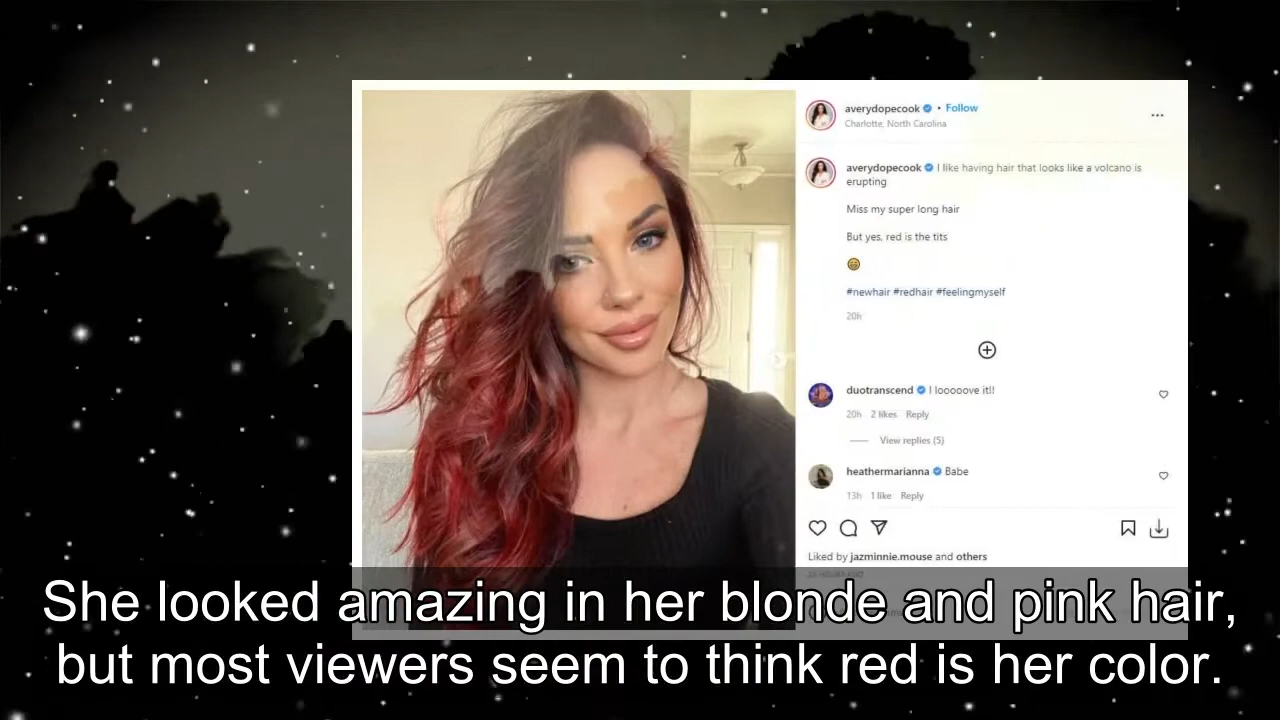 averydopecook • Follow
Charlotte, North Carolina
averydopecook I like having hair that looks like a volcano is
erupting
Miss my super long hair
But yes, red is the tits
#newhair #redhair #feelingmyself
20h
duotranscend I looooove it!!
20h 2 likes Reply
View replies (5)
heathermarianna Babe
13h 1 like Reply
Liked by jazminnie.mouse and others
She looked amazing in her blonde and pink hair,
but most viewers seem to think red is her color.